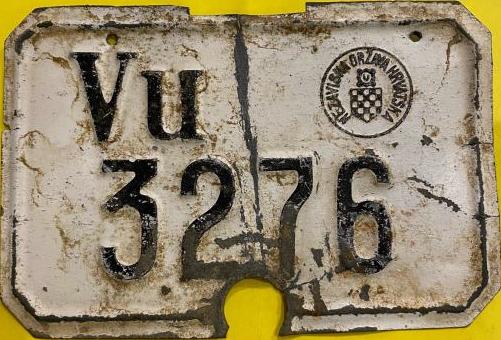 Vu
NEZAVISNA DRŽAVA HRVATSKA
3276